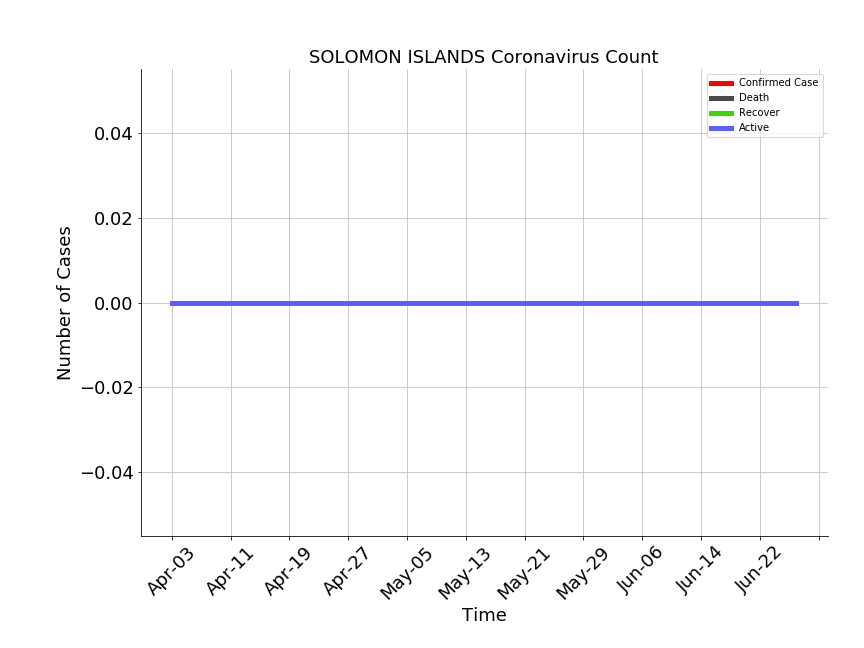 SOLOMON ISLANDS Coronavirus Count
Confirmed Case
Death
Recover
Active
0.04
0.02
0.00
−0.02
−0.04
Number of Cases
Apr-03
Apr-11
Apr-19
Apr-27
May-05
May-13
May-21
May-29
Jun-06
Jun-14
Jun-22
Time